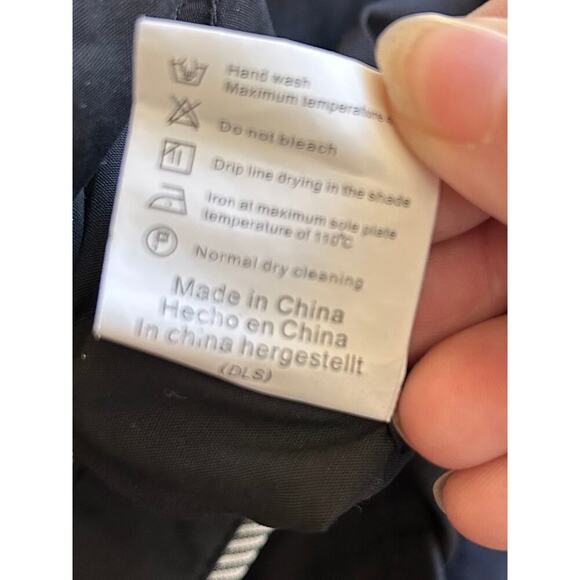 Hand wash
Maximum temperature
Do not bleach
Drip line drying in the shade
Iron at maximum sole plate
temperature of 110℃
P
Normal dry cleaning
Made in China
Hecho en China
In china hergestellt
(DLS)